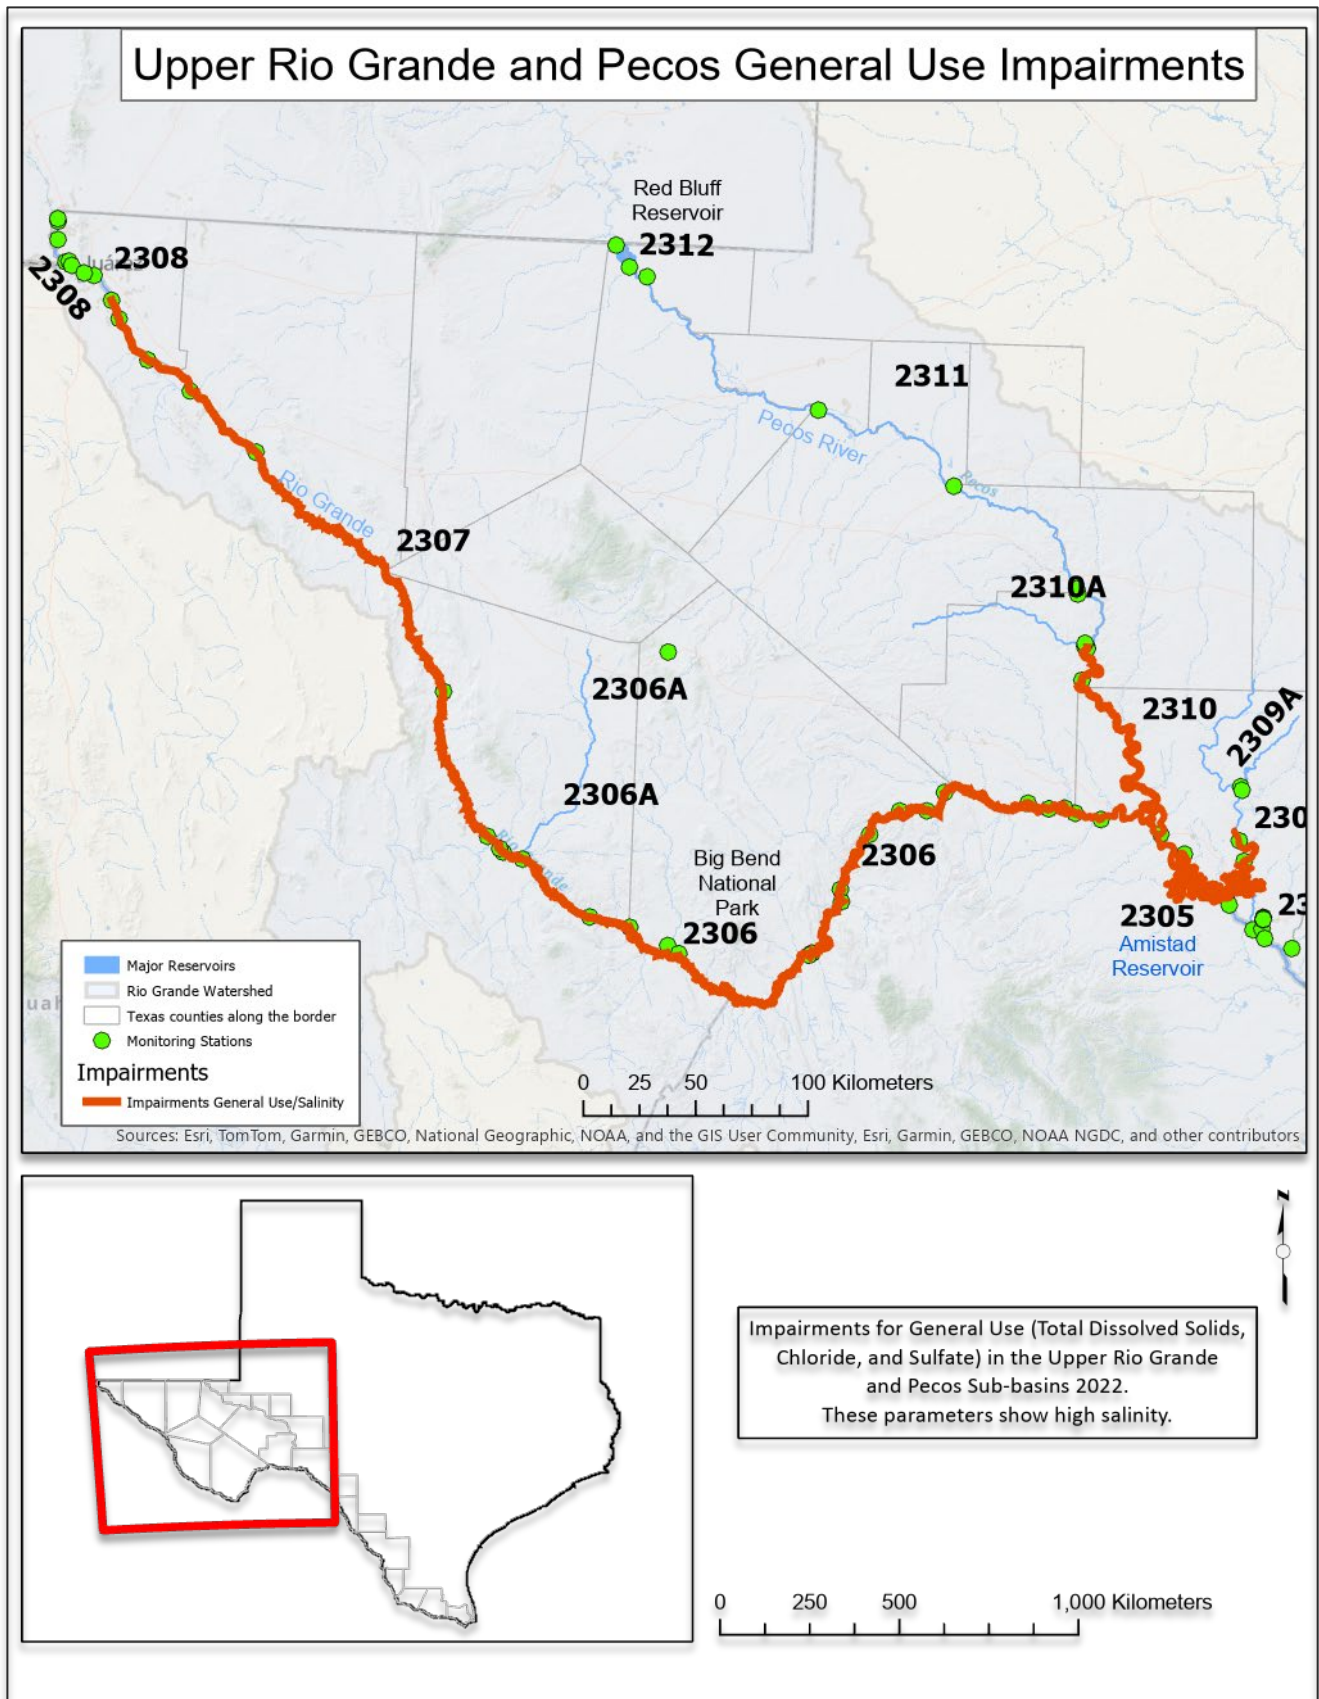 Upper Rio Grande and Pecos General Use Impairments
Red Bluff
Reservoir
2312
2308
Juárez
2308
2311
Pecos River
Pecos
Rio Grande
2307
2310A
2306A
2310
2309A
2306A
230
Big Bend
National
Park
2306
2306
2305
23
Amistad
Reservoir
Major Reservoirs
Rio Grande Watershed
Texas counties along the border
Monitoring Stations
Impairments
Impairments General Use/Salinity
0 25 50 100 Kilometers
Sources: Esri, TomTom, Garmin, GEBCO, National Geographic, NOAA, and the GIS User Community, Esri, Garmin, GEBCO, NOAA NGDC, and other contributors
N
Impairments for General Use (Total Dissolved Solids,
Chloride, and Sulfate) in the Upper Rio Grande
and Pecos Sub-basins 2022.
These parameters show high salinity.
0 250 500 1,000 Kilometers